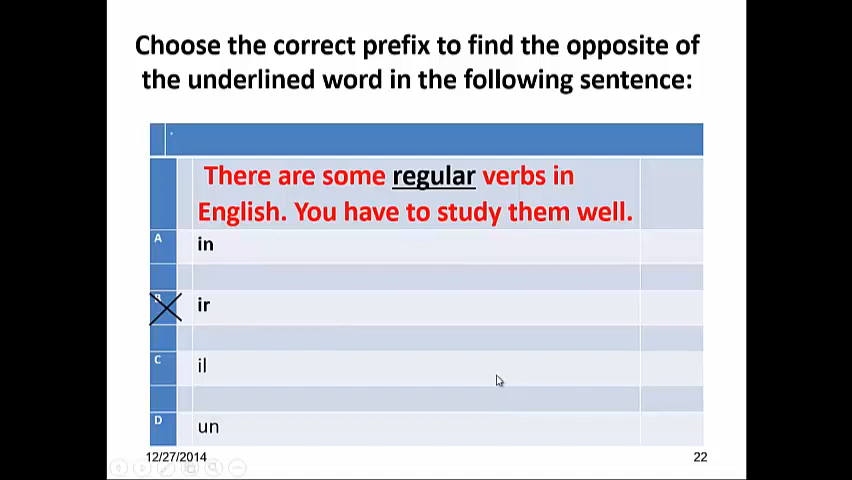 Choose the correct prefix to find the opposite of
the underlined word in the following sentence:
There are some regular verbs in
English. You have to study them well.
A in
B ir
C il
D un
12/27/2014 22